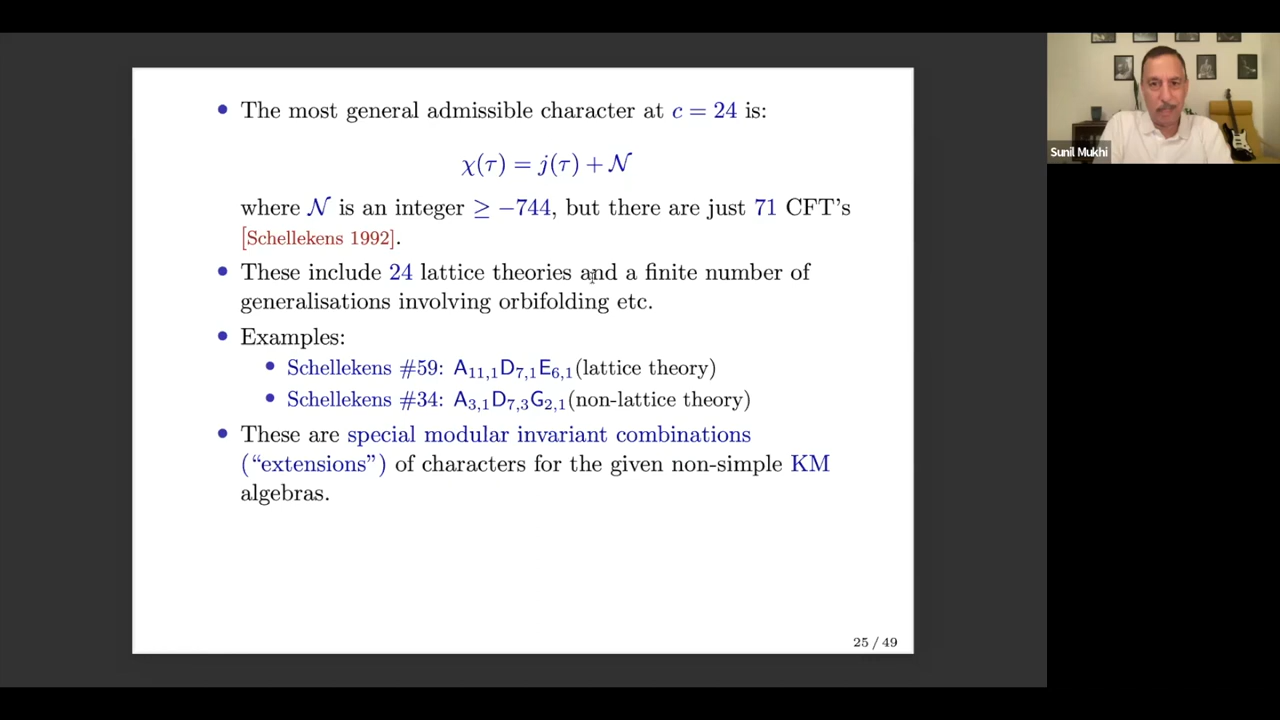 • The most general admissible character at c = 24 is:
χ(τ) = j(τ) + 𝒩
where 𝒩 is an integer ≥ −744, but there are just 71 CFT's
[Schellekens 1992].
• These include 24 lattice theories and a finite number of
generalisations involving orbifolding etc.
• Examples:
• Schellekens #59: A₁₁,₁D₇,₁E₆,₁(lattice theory)
• Schellekens #34: A₃,₁D₇,₃G₂,₁(non-lattice theory)
• These are special modular invariant combinations
(“extensions”) of characters for the given non-simple KM
algebras.
25 / 49
Sunil Mukhi